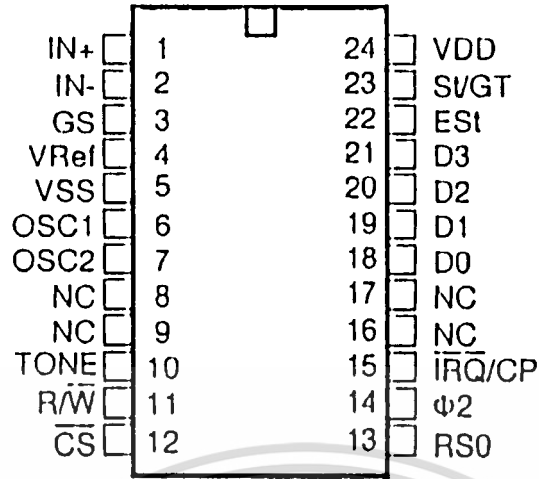 IN+ 1 24 VDD
IN- 2 23 St/GT
GS 3 22 ESt
VRef 4 21 D3
VSS 5 20 D2
OSC1 6 19 D1
OSC2 7 18 D0
NC 8 17 NC
NC 9 16 NC
TONE 10 15 I̅R̅Q̅/CP
R/W̅ 11 14 Φ2
C̅S̅ 12 13 RS0